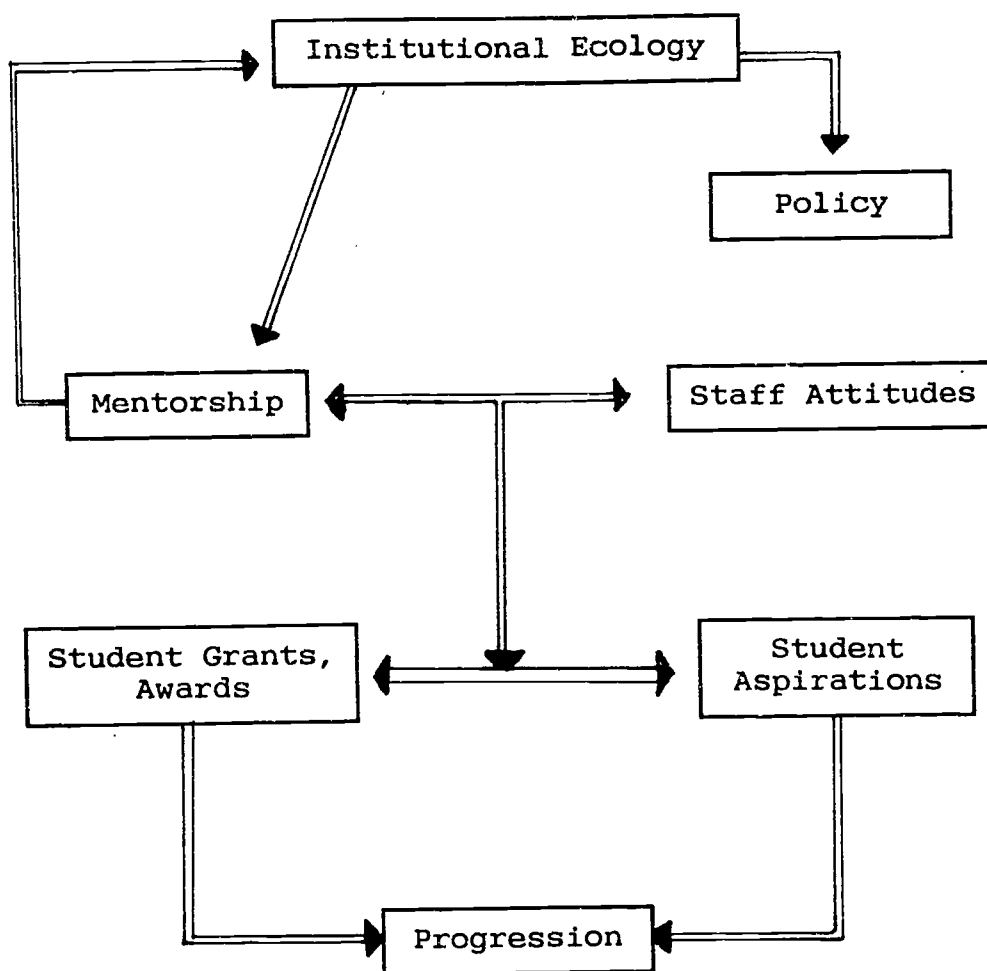 Institutional Ecology
Policy
Mentorship
Staff Attitudes
Student Grants,
Awards
Student
Aspirations
Progression